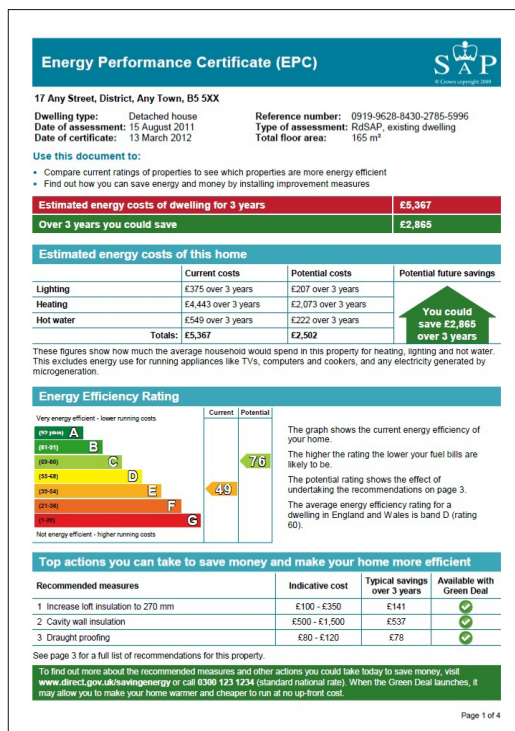 Energy Performance Certificate (EPC)
SAP
© Crown copyright 2009
17 Any Street, District, Any Town, B5 5XX
Dwelling type: Detached house
Date of assessment: 15 August 2011
Date of certificate: 13 March 2012
Reference number: 0919-9628-8430-2785-5996
Type of assessment: RdSAP, existing dwelling
Total floor area: 165 m²
Use this document to:
• Compare current ratings of properties to see which properties are more energy efficient
• Find out how you can save energy and money by installing improvement measures
Estimated energy costs of dwelling for 3 years £5,367
Over 3 years you could save £2,865
Estimated energy costs of this home
Current costs Potential costs Potential future savings
Lighting £375 over 3 years £207 over 3 years
Heating £4,443 over 3 years £2,073 over 3 years
Hot water £549 over 3 years £222 over 3 years
Totals: £5,367 £2,502
You could
save £2,865
over 3 years
These figures show how much the average household would spend in this property for heating, lighting and hot water.
This excludes energy use for running appliances like TVs, computers and cookers, and any electricity generated by
microgeneration.
Energy Efficiency Rating
Current Potential
Very energy efficient - lower running costs
(92 plus) A
(81-91) B
(69-80) C
76
(55-68) D
(39-54) E
49
(21-38) F
(1-20) G
Not energy efficient - higher running costs
The graph shows the current energy efficiency of
your home.
The higher the rating the lower your fuel bills are
likely to be.
The potential rating shows the effect of
undertaking the recommendations on page 3.
The average energy efficiency rating for a
dwelling in England and Wales is band D (rating
60).
Top actions you can take to save money and make your home more efficient
Recommended measures Indicative cost Typical savings over 3 years Available with Green Deal
1 Increase loft insulation to 270 mm £100 - £350 £141
2 Cavity wall insulation £500 - £1,500 £537
3 Draught proofing £80 - £120 £78
See page 3 for a full list of recommendations for this property.
To find out more about the recommended measures and other actions you could take today to save money, visit
www.direct.gov.uk/savingenergy or call 0300 123 1234 (standard national rate). When the Green Deal launches, it
may allow you to make your home warmer and cheaper to run at no up-front cost.
Page 1 of 4